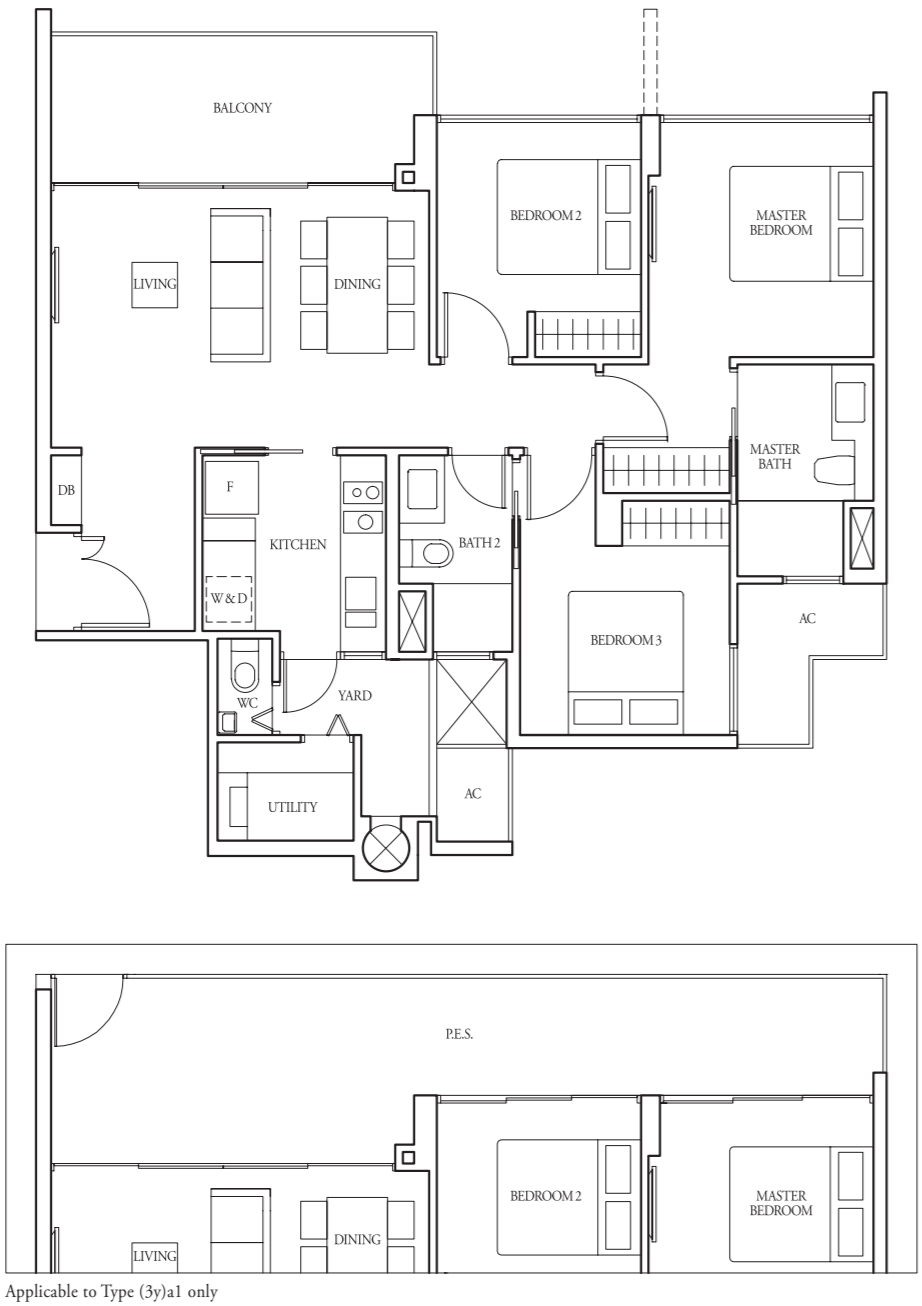 BALCONY
BEDROOM 2
MASTER
BEDROOM
LIVING
DINING
MASTER
BATH
DB
F
KITCHEN
BATH 2
W & D
AC
BEDROOM 3
WC
YARD
AC
UTILITY
P.E.S.
BEDROOM 2
MASTER
BEDROOM
DINING
LIVING
Applicable to Type (3y)a1 only